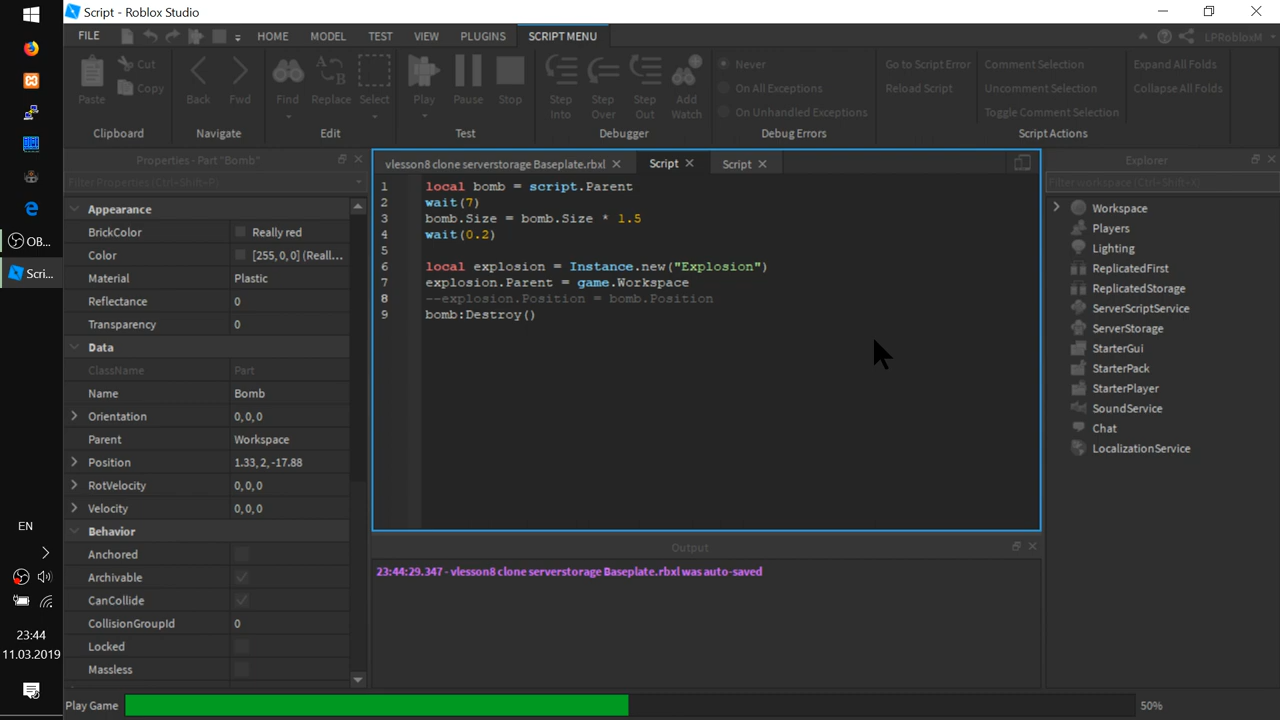 Script - Roblox Studio
FILE
HOME
MODEL
TEST
VIEW
PLUGINS
SCRIPT MENU
LPRobloxM
Paste
Cut
Copy
Clipboard
Back
Fwd
Navigate
Find
Replace
Select
Edit
Play
Pause
Stop
Test
Step Into
Step Over
Step Out
Add Watch
Debugger
Never
On All Exceptions
On Unhandled Exceptions
Debug Errors
Go to Script Error
Reload Script
Comment Selection
Uncomment Selection
Toggle Comment Selection
Expand All Folds
Collapse All Folds
Script Actions
OB...
Scri...
EN
23:44
11.03.2019
Properties - Part "Bomb"
Filter Properties (Ctrl+Shift+P)
Appearance
BrickColor Really red
Color [255, 0, 0] (Reall...
Material Plastic
Reflectance 0
Transparency 0
Data
ClassName Part
Name Bomb
Orientation 0, 0, 0
Parent Workspace
Position 1.33, 2, -17.88
RotVelocity 0, 0, 0
Velocity 0, 0, 0
Behavior
Anchored
Archivable
CanCollide
CollisionGroupId 0
Locked
Massless
vlesson8 clone serverstorage Baseplate.rbxl
Script
Script
1 local bomb = script.Parent
2 wait(7)
3 bomb.Size = bomb.Size * 1.5
4 wait(0.2)
5
6 local explosion = Instance.new("Explosion")
7 explosion.Parent = game.Workspace
8 --explosion.Position = bomb.Position
9 bomb:Destroy()
Output
23:44:29.347 - vlesson8 clone serverstorage Baseplate.rbxl was auto-saved
Explorer
Filter workspace (Ctrl+Shift+X)
Workspace
Players
Lighting
ReplicatedFirst
ReplicatedStorage
ServerScriptService
ServerStorage
StarterGui
StarterPack
StarterPlayer
SoundService
Chat
LocalizationService
Play Game
50%